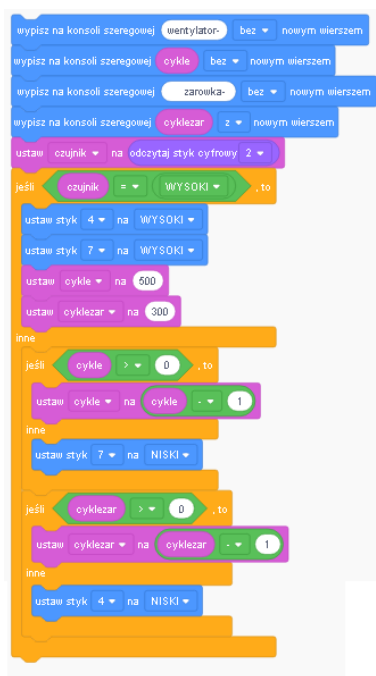 wypisz na konsoli szeregowej wentylator- bez nowym wierszem
wypisz na konsoli szeregowej cykle bez nowym wierszem
wypisz na konsoli szeregowej zarowka- bez nowym wierszem
wypisz na konsoli szeregowej cyklezar z nowym wierszem
ustaw czujnik na odczytaj styk cyfrowy 2
jeśli czujnik = WYSOKI , to
ustaw styk 4 na WYSOKI
ustaw styk 7 na WYSOKI
ustaw cykle na 500
ustaw cyklezar na 300
inne
jeśli cykle > 0 , to
ustaw cykle na cykle - 1
inne
ustaw styk 7 na NISKI
jeśli cyklezar > 0 , to
ustaw cyklezar na cyklezar - 1
inne
ustaw styk 4 na NISKI